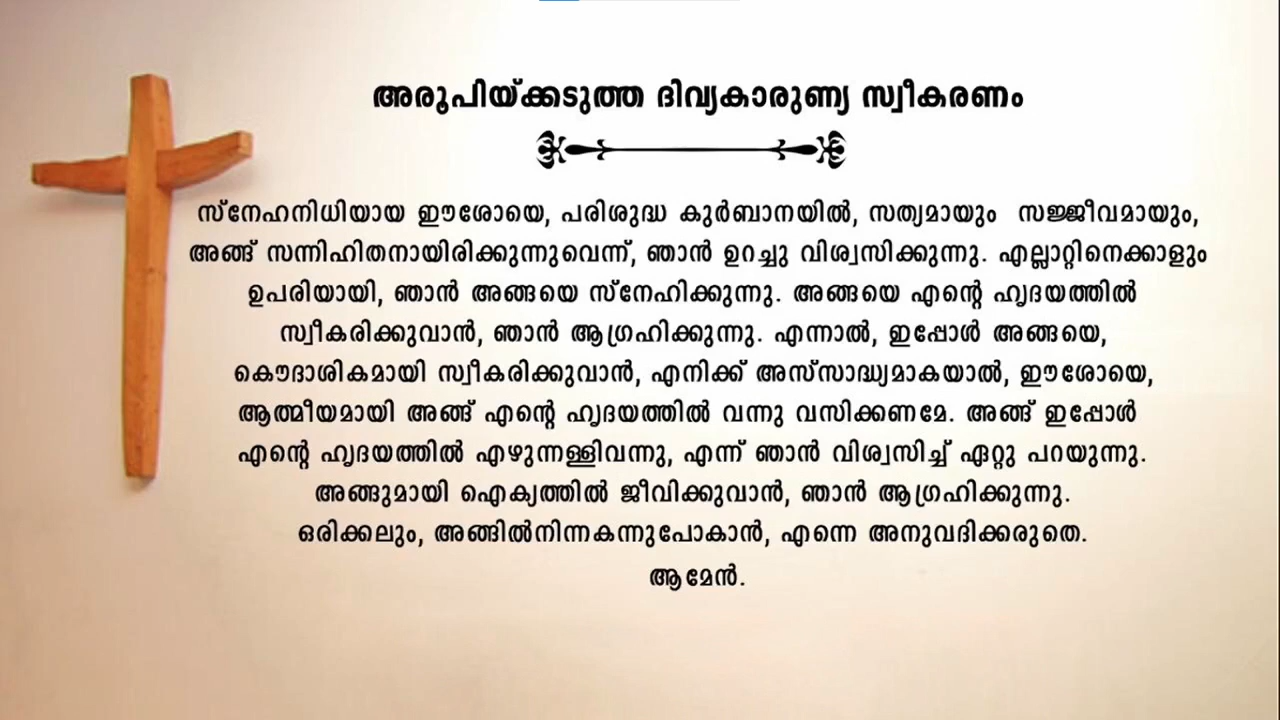 അരൂപിയ്ക്കടുത്ത ദിവ്യകാരുണ്യ സ്വീകരണം
സ്നേഹനിധിയായ ഈശോയെ, പരിശുദ്ധ കുർബാനയിൽ, സത്യമായും സജ്ജീവമായും,
അങ്ങ് സന്നിഹിതനായിരിക്കുന്നുവെന്ന്, ഞാൻ ഉറച്ചു വിശ്വസിക്കുന്നു. എല്ലാറ്റിനെക്കാളും
ഉപരിയായി, ഞാൻ അങ്ങയെ സ്നേഹിക്കുന്നു. അങ്ങയെ എന്റെ ഹൃദയത്തിൽ
സ്വീകരിക്കുവാൻ, ഞാൻ ആഗ്രഹിക്കുന്നു. എന്നാൽ, ഇപ്പോൾ അങ്ങയെ,
കൌദാശികമായി സ്വീകരിക്കുവാൻ, എനിക്ക് അസ്സാദ്ധ്യമാകയാൽ, ഈശോയെ,
ആത്മീയമായി അങ്ങ് എന്റെ ഹൃദയത്തിൽ വന്നു വസിക്കണമേ. അങ്ങ് ഇപ്പോൾ
എന്റെ ഹൃദയത്തിൽ എഴുന്നള്ളിവന്നു, എന്ന് ഞാൻ വിശ്വസിച്ച് ഏറ്റു പറയുന്നു.
അങ്ങുമായി ഐക്യത്തിൽ ജീവിക്കുവാൻ, ഞാൻ ആഗ്രഹിക്കുന്നു.
ഒരിക്കലും, അങ്ങിൽനിന്നകന്നുപോകാൻ, എന്നെ അനുവദിക്കരുതെ.
ആമേൻ.